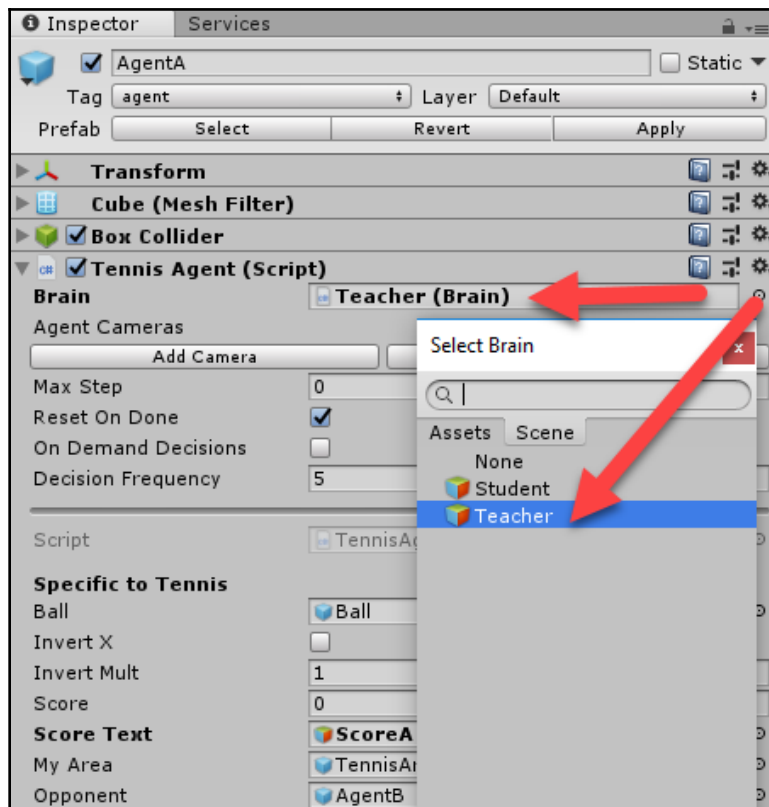 Inspector Services
AgentA Static
Tag agent Layer Default
Prefab Select Revert Apply
Transform
Cube (Mesh Filter)
Box Collider
Tennis Agent (Script)
Brain Teacher (Brain)
Agent Cameras
Add Camera
Select Brain x
Max Step 0
Reset On Done
Assets Scene
On Demand Decisions
None
Decision Frequency 5
Student
Teacher
Script
Specific to Tennis
Ball Ball
Invert X
Invert Mult 1
Score 0
Score Text ScoreA
My Area
Opponent AgentB